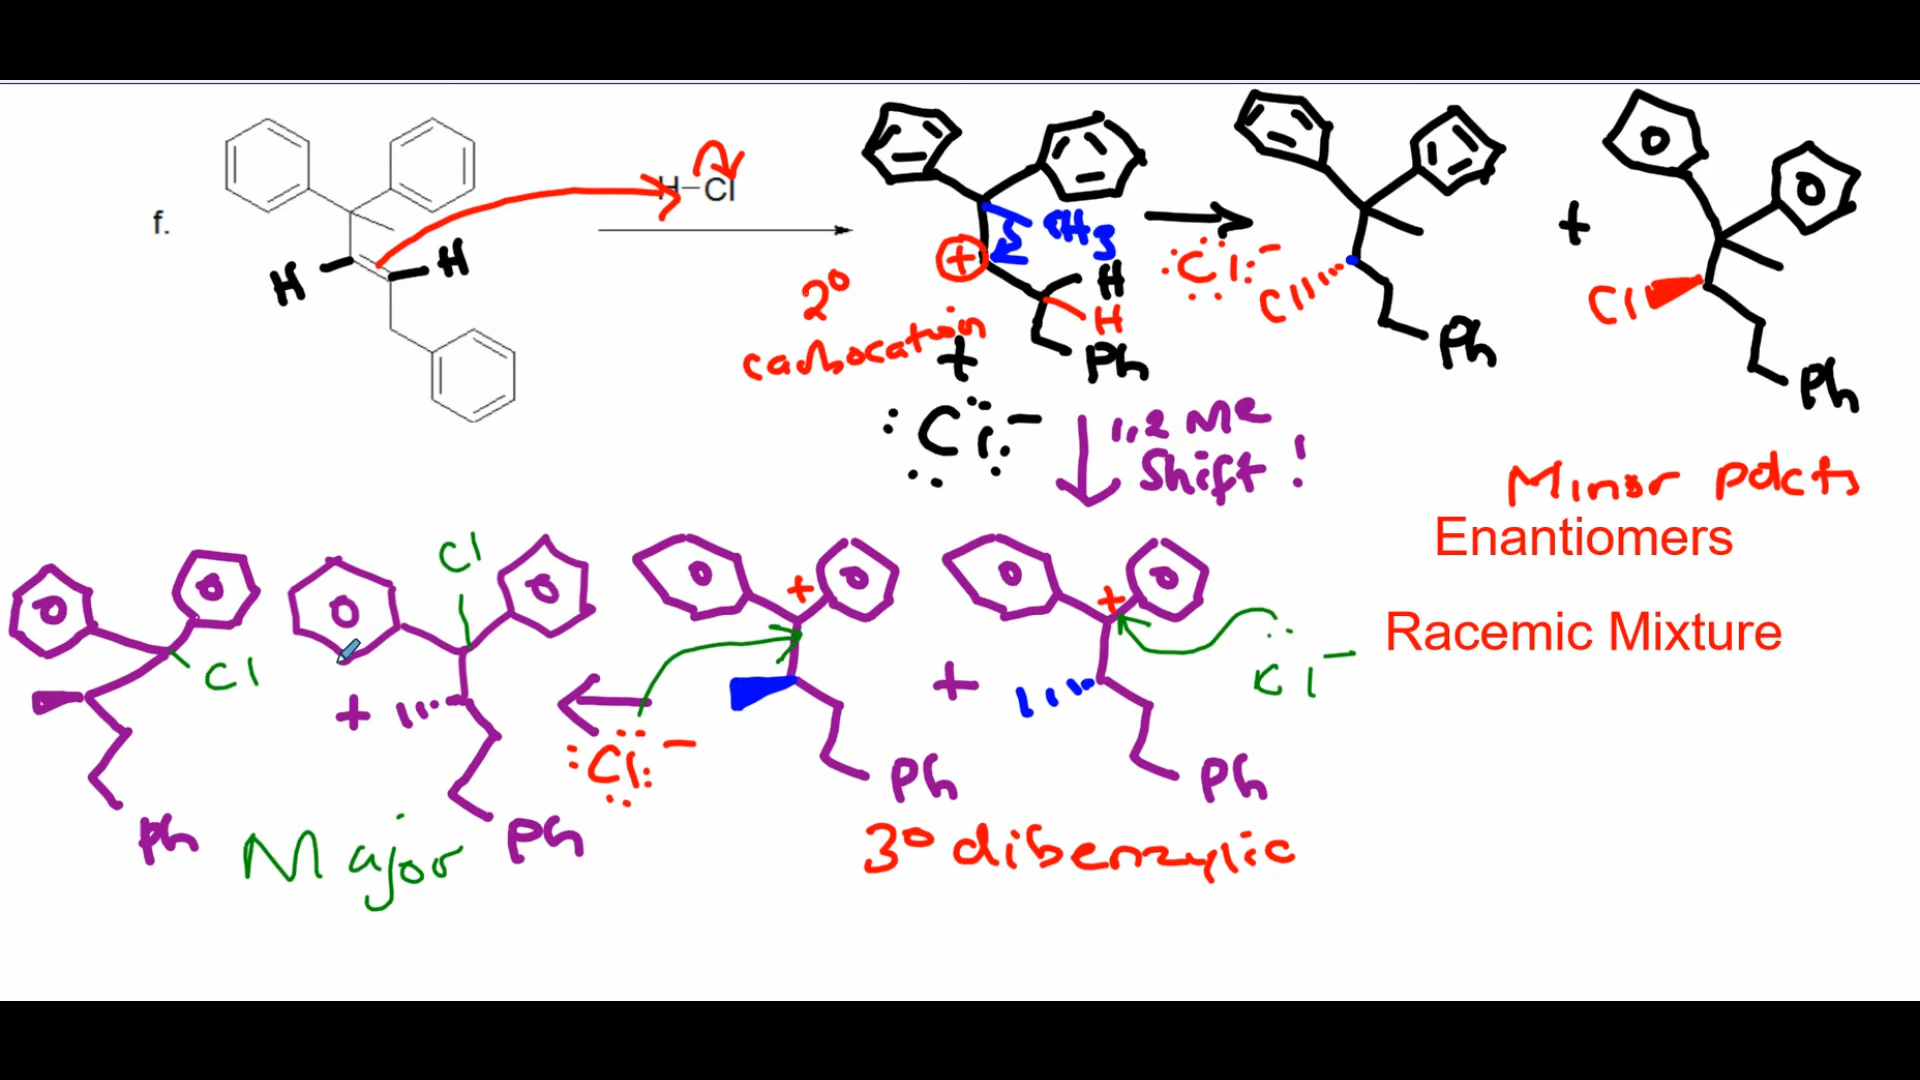 f.
H–Cl
H
H
2°
carbocation
+
CH3
H
H
Ph
+
:Cl:⁻
:Cl:⁻
Cl
Ph
+
Cl
Ph
1,2 Me
Shift!
Minor pdcts
Enantiomers
Racemic Mixture
Cl
Ph
+
Cl
Ph
Major
:Cl:⁻
+
Ph
+
+
Ph
Cl⁻
3° dibenzylic